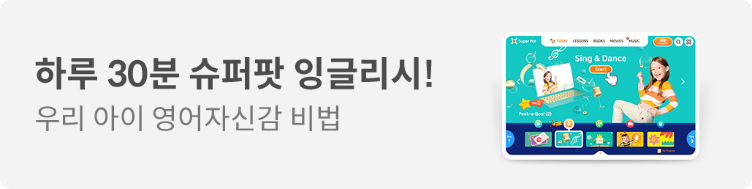 하루 30분 슈퍼팟 잉글리시!
우리 아이 영어자신감 비법
Super Pot
TODAY LESSONS BOOKS MOVIES MUSIC
Sing & Dance
Start
Peek-a-Boo! (2)